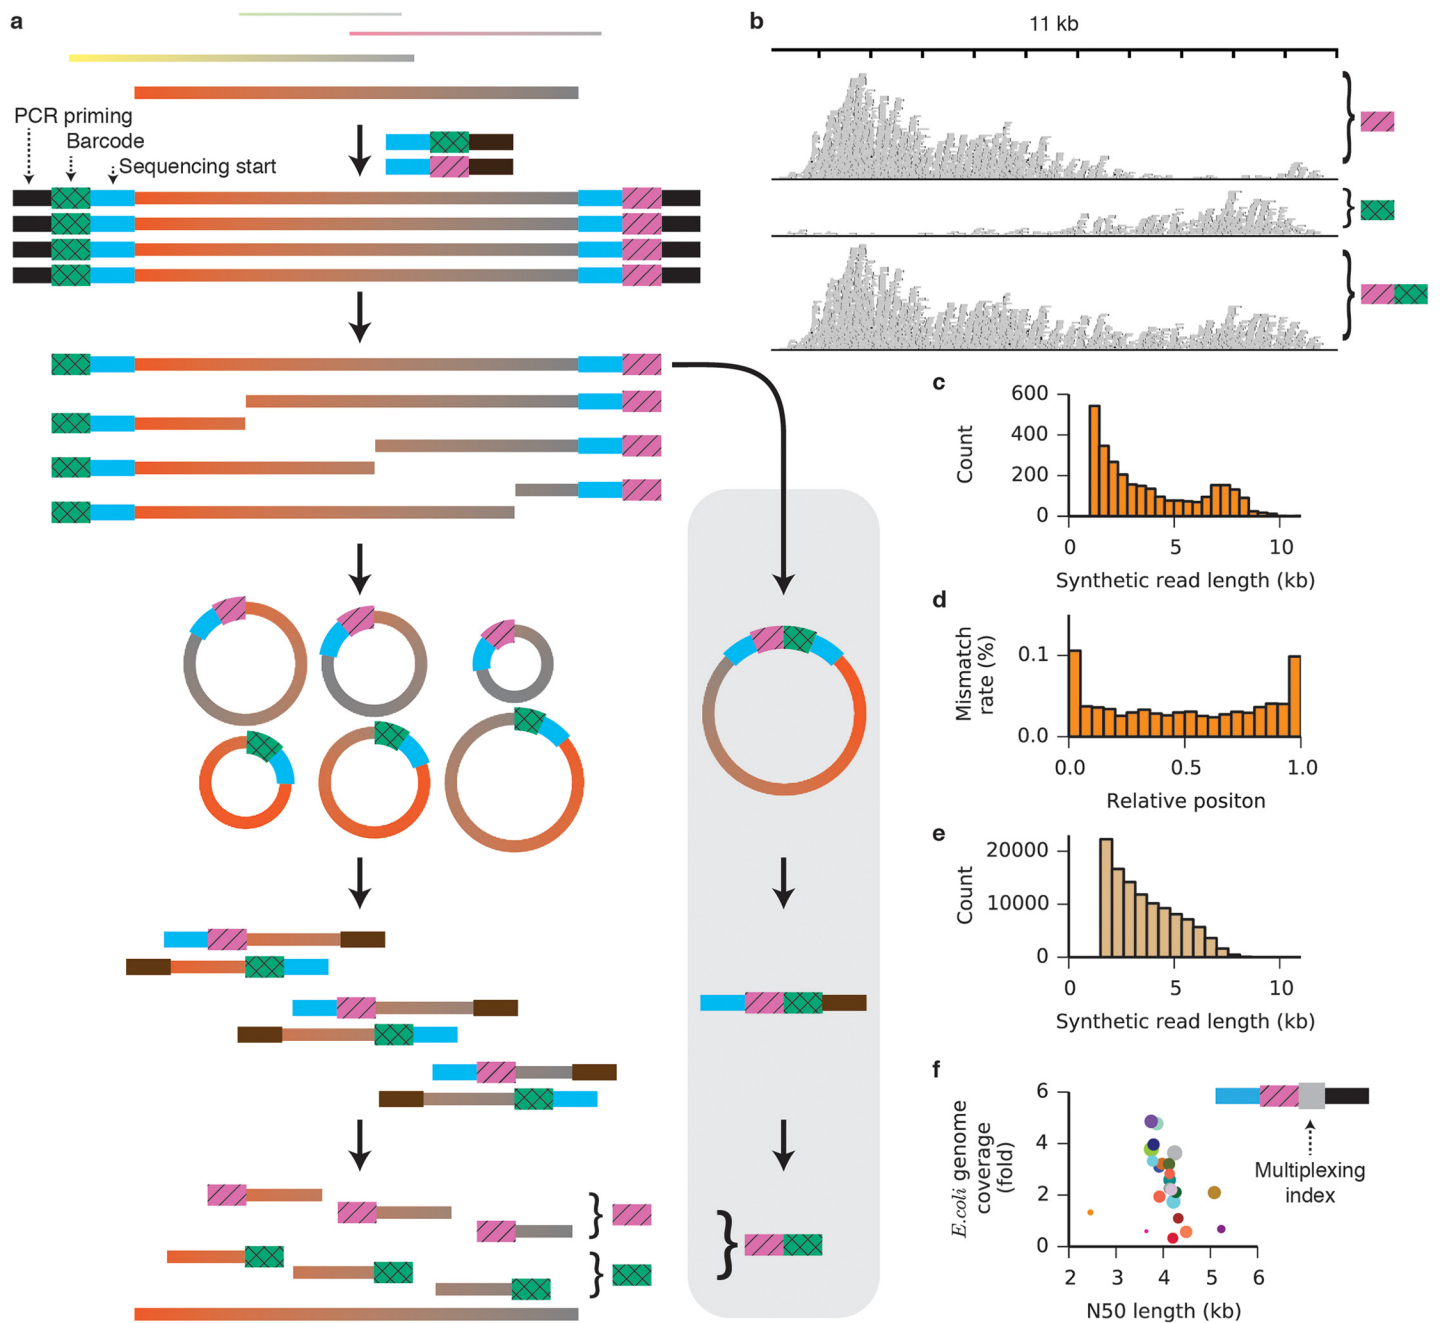 a
PCR priming
Barcode
Sequencing start
b
11 kb
c
600
400
200
0
Count
0 5 10
Synthetic read length (kb)
d
0.1
0.0
Mismatch
rate (%)
0.0 0.5 1.0
Relative positon
e
20000
10000
0
Count
0 5 10
Synthetic read length (kb)
f
6
4
2
0
E.coli genome
coverage
(fold)
2 3 4 5 6
N50 length (kb)
Multiplexing
index